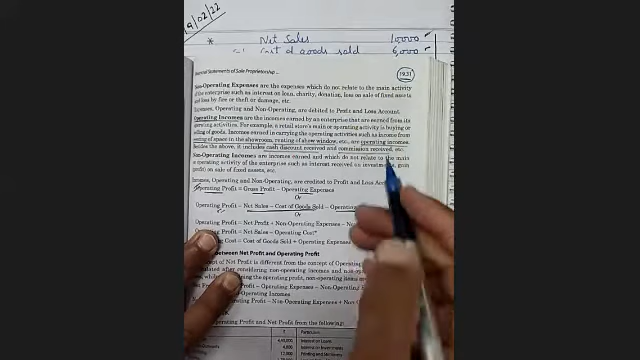 9/02/22
* Net Sales 10000
(-) Cost of goods sold 6,000
Financial Statements of Sole Proprietorship ... 19.31
Non-Operating Expenses are the expenses which do not relate to the main activity
of the enterprise such as interest on loan, charity, donation, loss on sale of fixed assets
and loss by fire or theft or damage, etc.
Expenses, Operating and Non-Operating, are debited to Profit and Loss Account.
Operating Incomes are the incomes earned by an enterprise that are earned from its
operating activities. For example, a retail store's main or operating activity is buying or
selling of goods. Incomes earned in carrying the operating activities such as income from
letting of space in the showroom, renting of show window, etc., are operating incomes.
Besides the above, it includes cash discount received and commission received, etc.
Non-Operating Incomes are incomes earned and which do not relate to the main
operating activity of the enterprise such as interest received on investments, gain
profit) on sale of fixed assets, etc.
Incomes, Operating and Non-Operating, are credited to Profit and Loss
Operating Profit = Gross Profit − Operating Expenses
Or
Operating Profit = Net Sales − Cost of Goods Sold − Operating
Or
Operating Profit = Net Profit + Non-Operating Expenses − Non
Operating Profit = Net Sales − Operating Cost*
Cost = Cost of Goods Sold + Operating Expenses
Between Net Profit and Operating Profit
cept of Net Profit is different from the concept of Operating
lated after considering non-operating incomes and non-
while
Profit − Operating Expenses − Non
Operating Incomes
Profit − Non-Operating Expenses + Non
Operating Profit and Net Profit from the following:
₹ Particulars
Interest on Loans
Interest on Investments
Printing and Stationery